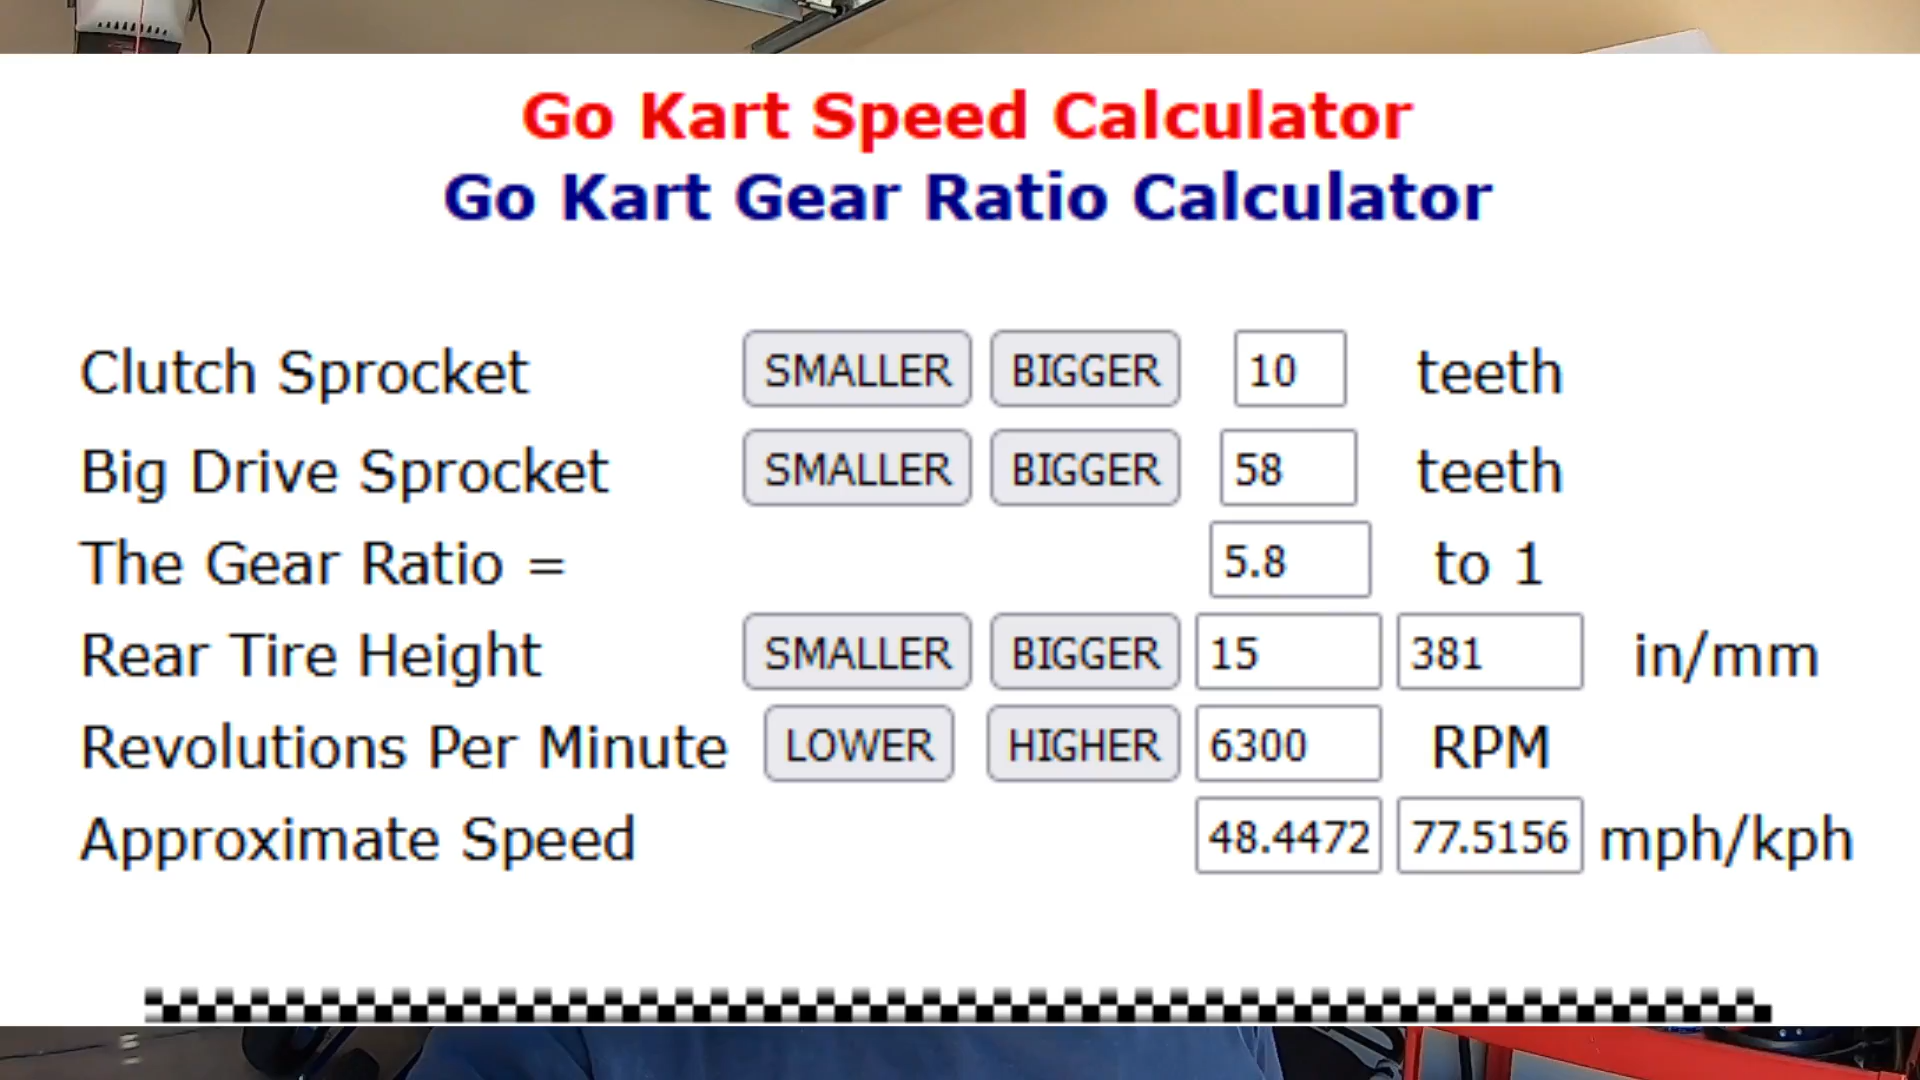 Go Kart Speed Calculator
Go Kart Gear Ratio Calculator
Clutch Sprocket SMALLER BIGGER 10 teeth
Big Drive Sprocket SMALLER BIGGER 58 teeth
The Gear Ratio = 5.8 to 1
Rear Tire Height SMALLER BIGGER 15 381 in/mm
Revolutions Per Minute LOWER HIGHER 6300 RPM
Approximate Speed 48.4472 77.5156 mph/kph